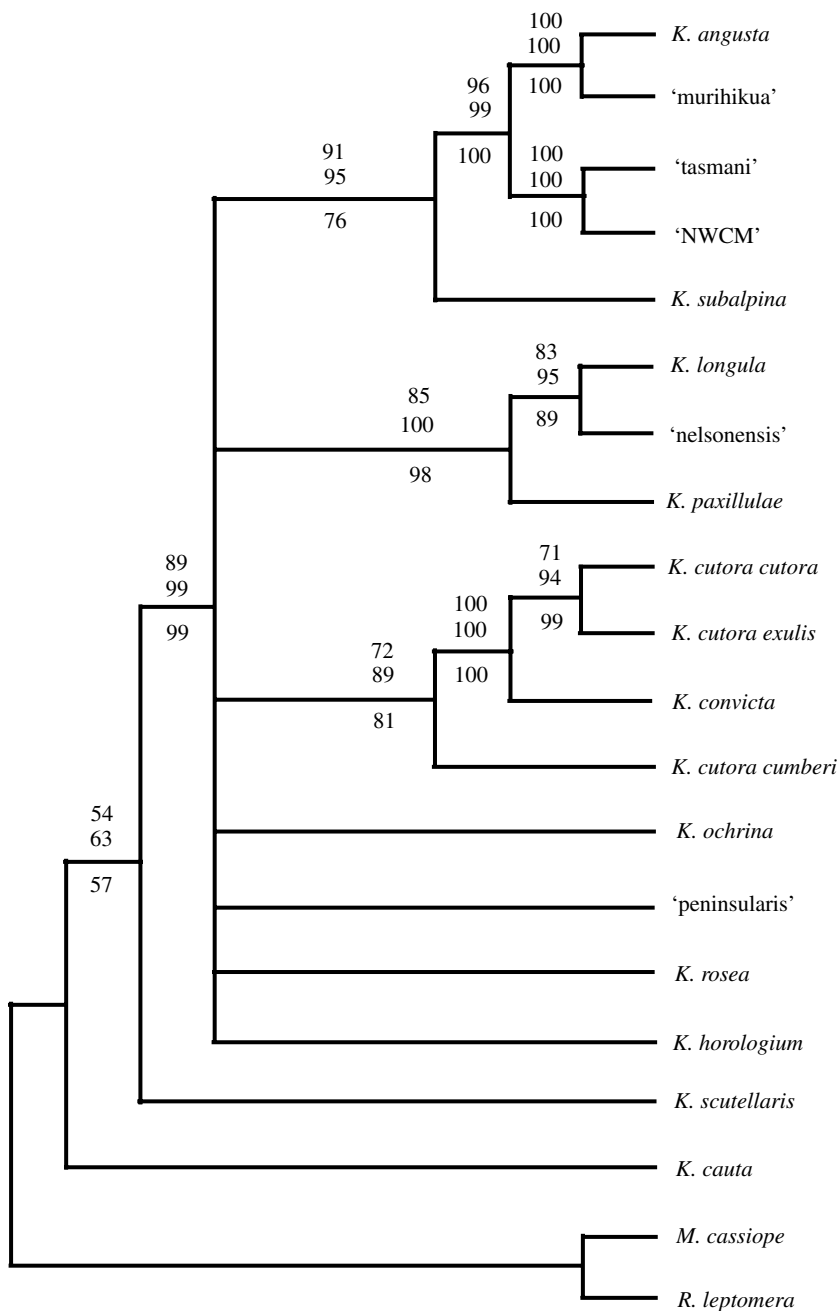 100
100
100
K. angusta
‘murihikua’
96
99
100
100
100
100
‘tasmani’
‘NWCM’
91
95
76
K. subalpina
83
95
89
K. longula
‘nelsonensis’
85
100
98
K. paxillulae
71
94
99
K. cutora cutora
K. cutora exulis
89
99
99
100
100
100
72
89
81
K. convicta
K. cutora cumberi
54
63
57
K. ochrina
‘peninsularis’
K. rosea
K. horologium
K. scutellaris
K. cauta
M. cassiope
R. leptomera